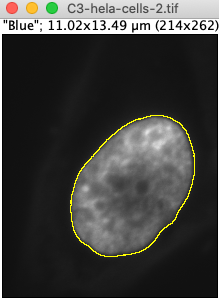 C3-hela-cells-2.tif
"Blue"; 11.02x13.49 µm (214x262)